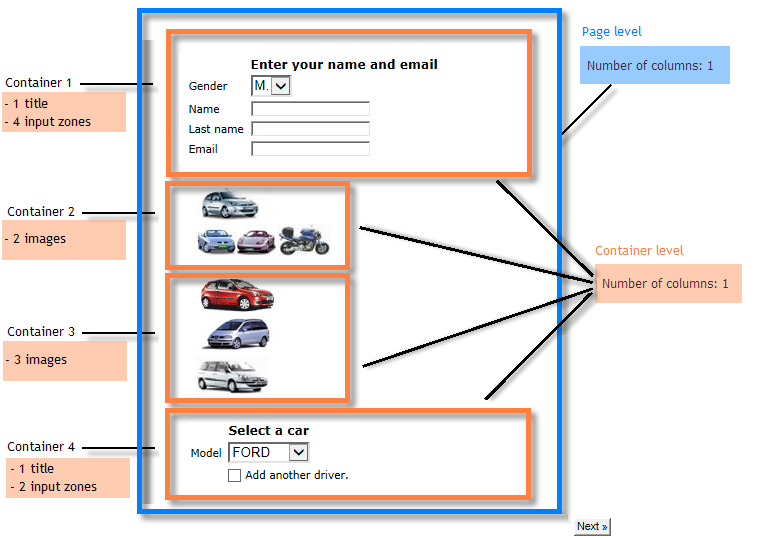 Page level
Number of columns: 1
Enter your name and email
Container 1
Gender M.
- 1 title
Name
- 4 input zones
Last name
Email
Container 2
- 2 images
Container level
Number of columns: 1
Container 3
- 3 images
Select a car
Container 4
Model FORD
- 1 title
Add another driver.
- 2 input zones
Next »